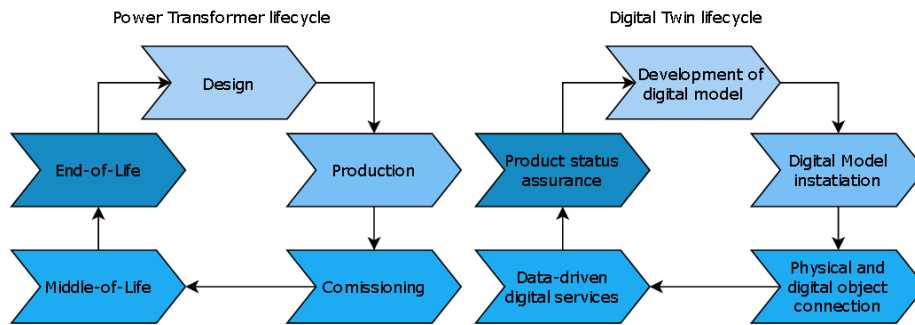 Power Transformer lifecycle
Design
Production
Comissioning
Middle-of-Life
End-of-Life
Digital Twin lifecycle
Development of
digital model
Digital Model
instatiation
Physical and
digital object
connection
Data-driven
digital services
Product status
assurance